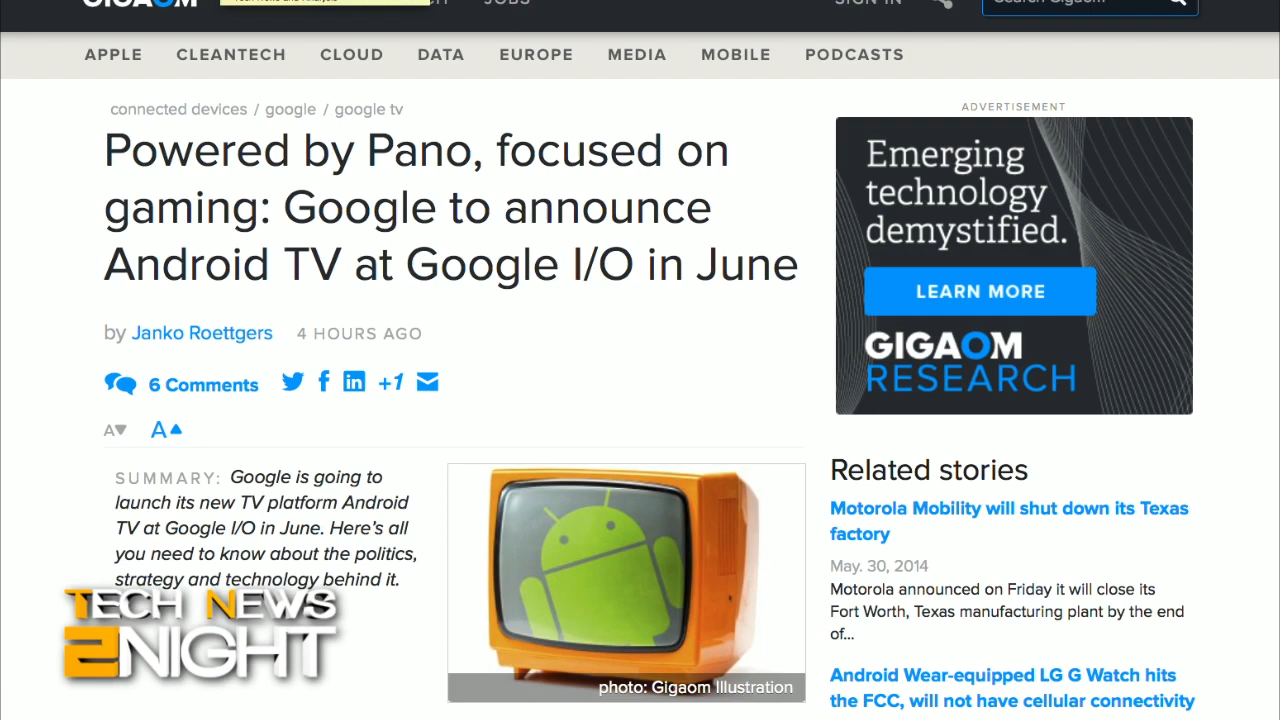 GIGAOM
JOBS
SIGN IN
Search Gigaom
APPLE CLEANTECH CLOUD DATA EUROPE MEDIA MOBILE PODCASTS
connected devices / google / google tv
Powered by Pano, focused on
gaming: Google to announce
Android TV at Google I/O in June
by Janko Roettgers 4 HOURS AGO
6 Comments +1
A▼ A▲
SUMMARY: Google is going to
launch its new TV platform Android
TV at Google I/O in June. Here's all
you need to know about the politics,
strategy and technology behind it.
photo: Gigaom Illustration
TECH NEWS
2NIGHT
ADVERTISEMENT
Emerging
technology
demystified.
LEARN MORE
GIGAOM
RESEARCH
Related stories
Motorola Mobility will shut down its Texas
factory
May. 30, 2014
Motorola announced on Friday it will close its
Fort Worth, Texas manufacturing plant by the end
of...
Android Wear-equipped LG G Watch hits
the FCC, will not have cellular connectivity